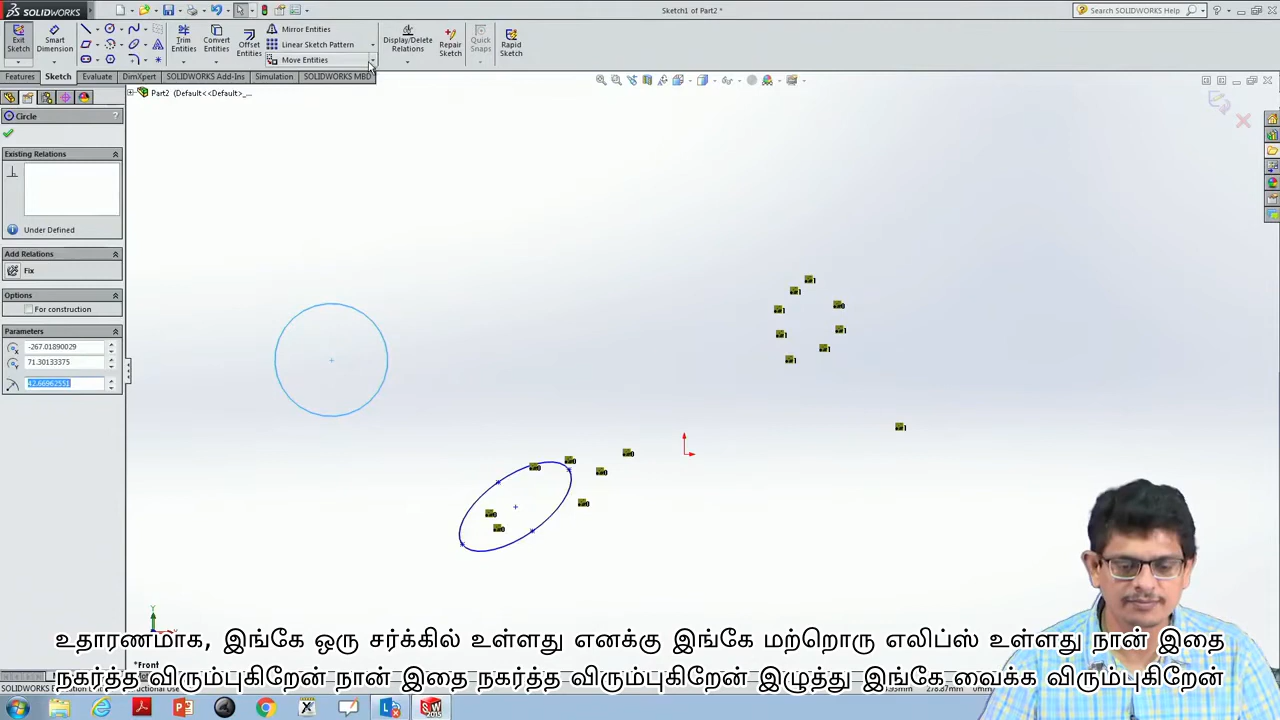 SOLIDWORKS
Sketch1 of Part2 *
Search SOLIDWORKS Help
Exit Sketch
Smart Dimension
Trim Entities
Convert Entities
Offset Entities
Mirror Entities
Linear Sketch Pattern
Move Entities
Display/Delete Relations
Repair Sketch
Quick Snaps
Rapid Sketch
Features Sketch Evaluate DimXpert SOLIDWORKS Add-Ins Simulation SOLIDWORKS MBD
Part2 (Default<<Default>_...
Circle ?
Existing Relations
Under Defined
Add Relations
Fix
Options
For construction
Parameters
-267.01890029
71.30133375
42.66962551
Y
*Front
உதாரணமாக, இங்கே ஒரு சர்க்கில் உள்ளது எனக்கு இங்கே மற்றொரு எலிப்ஸ் உள்ளது நான் இதை
நகர்த்த விரும்புகிறேன் நான் இதை நகர்த்த விரும்புகிறேன் இழுத்து இங்கே வைக்க விரும்புகிறேன்